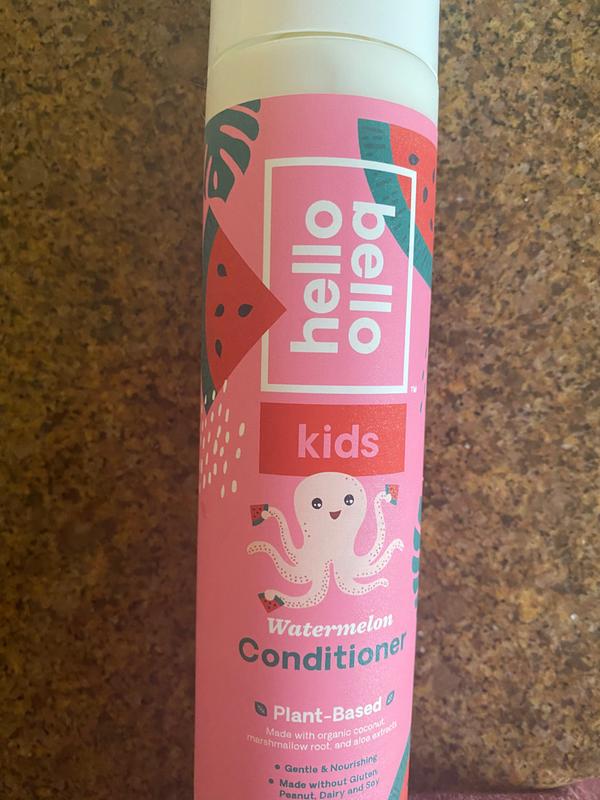 hello
bello
™
kids
Watermelon
Conditioner
Plant-Based
Made with organic coconut,
marshmallow root, and aloe extracts
• Gentle & Nourishing
• Made without Gluten,
Peanut, Dairy and Soy